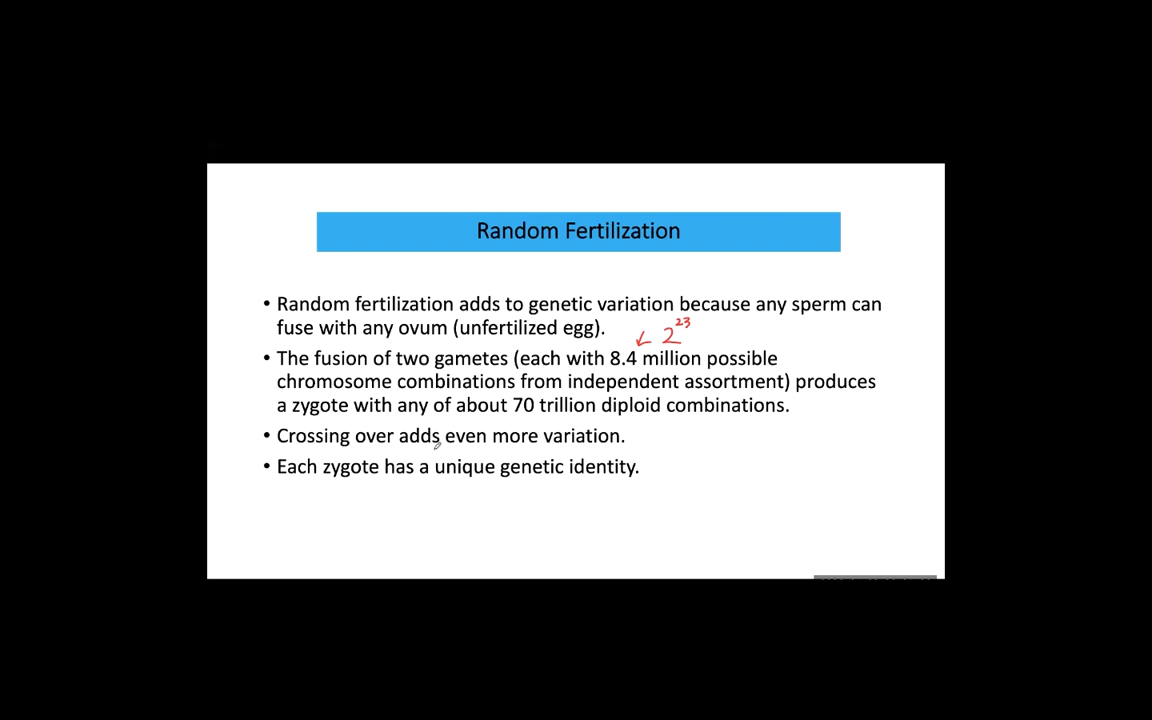 Random Fertilization
• Random fertilization adds to genetic variation because any sperm can
fuse with any ovum (unfertilized egg).
2^23
• The fusion of two gametes (each with 8.4 million possible
chromosome combinations from independent assortment) produces
a zygote with any of about 70 trillion diploid combinations.
• Crossing over adds even more variation.
• Each zygote has a unique genetic identity.